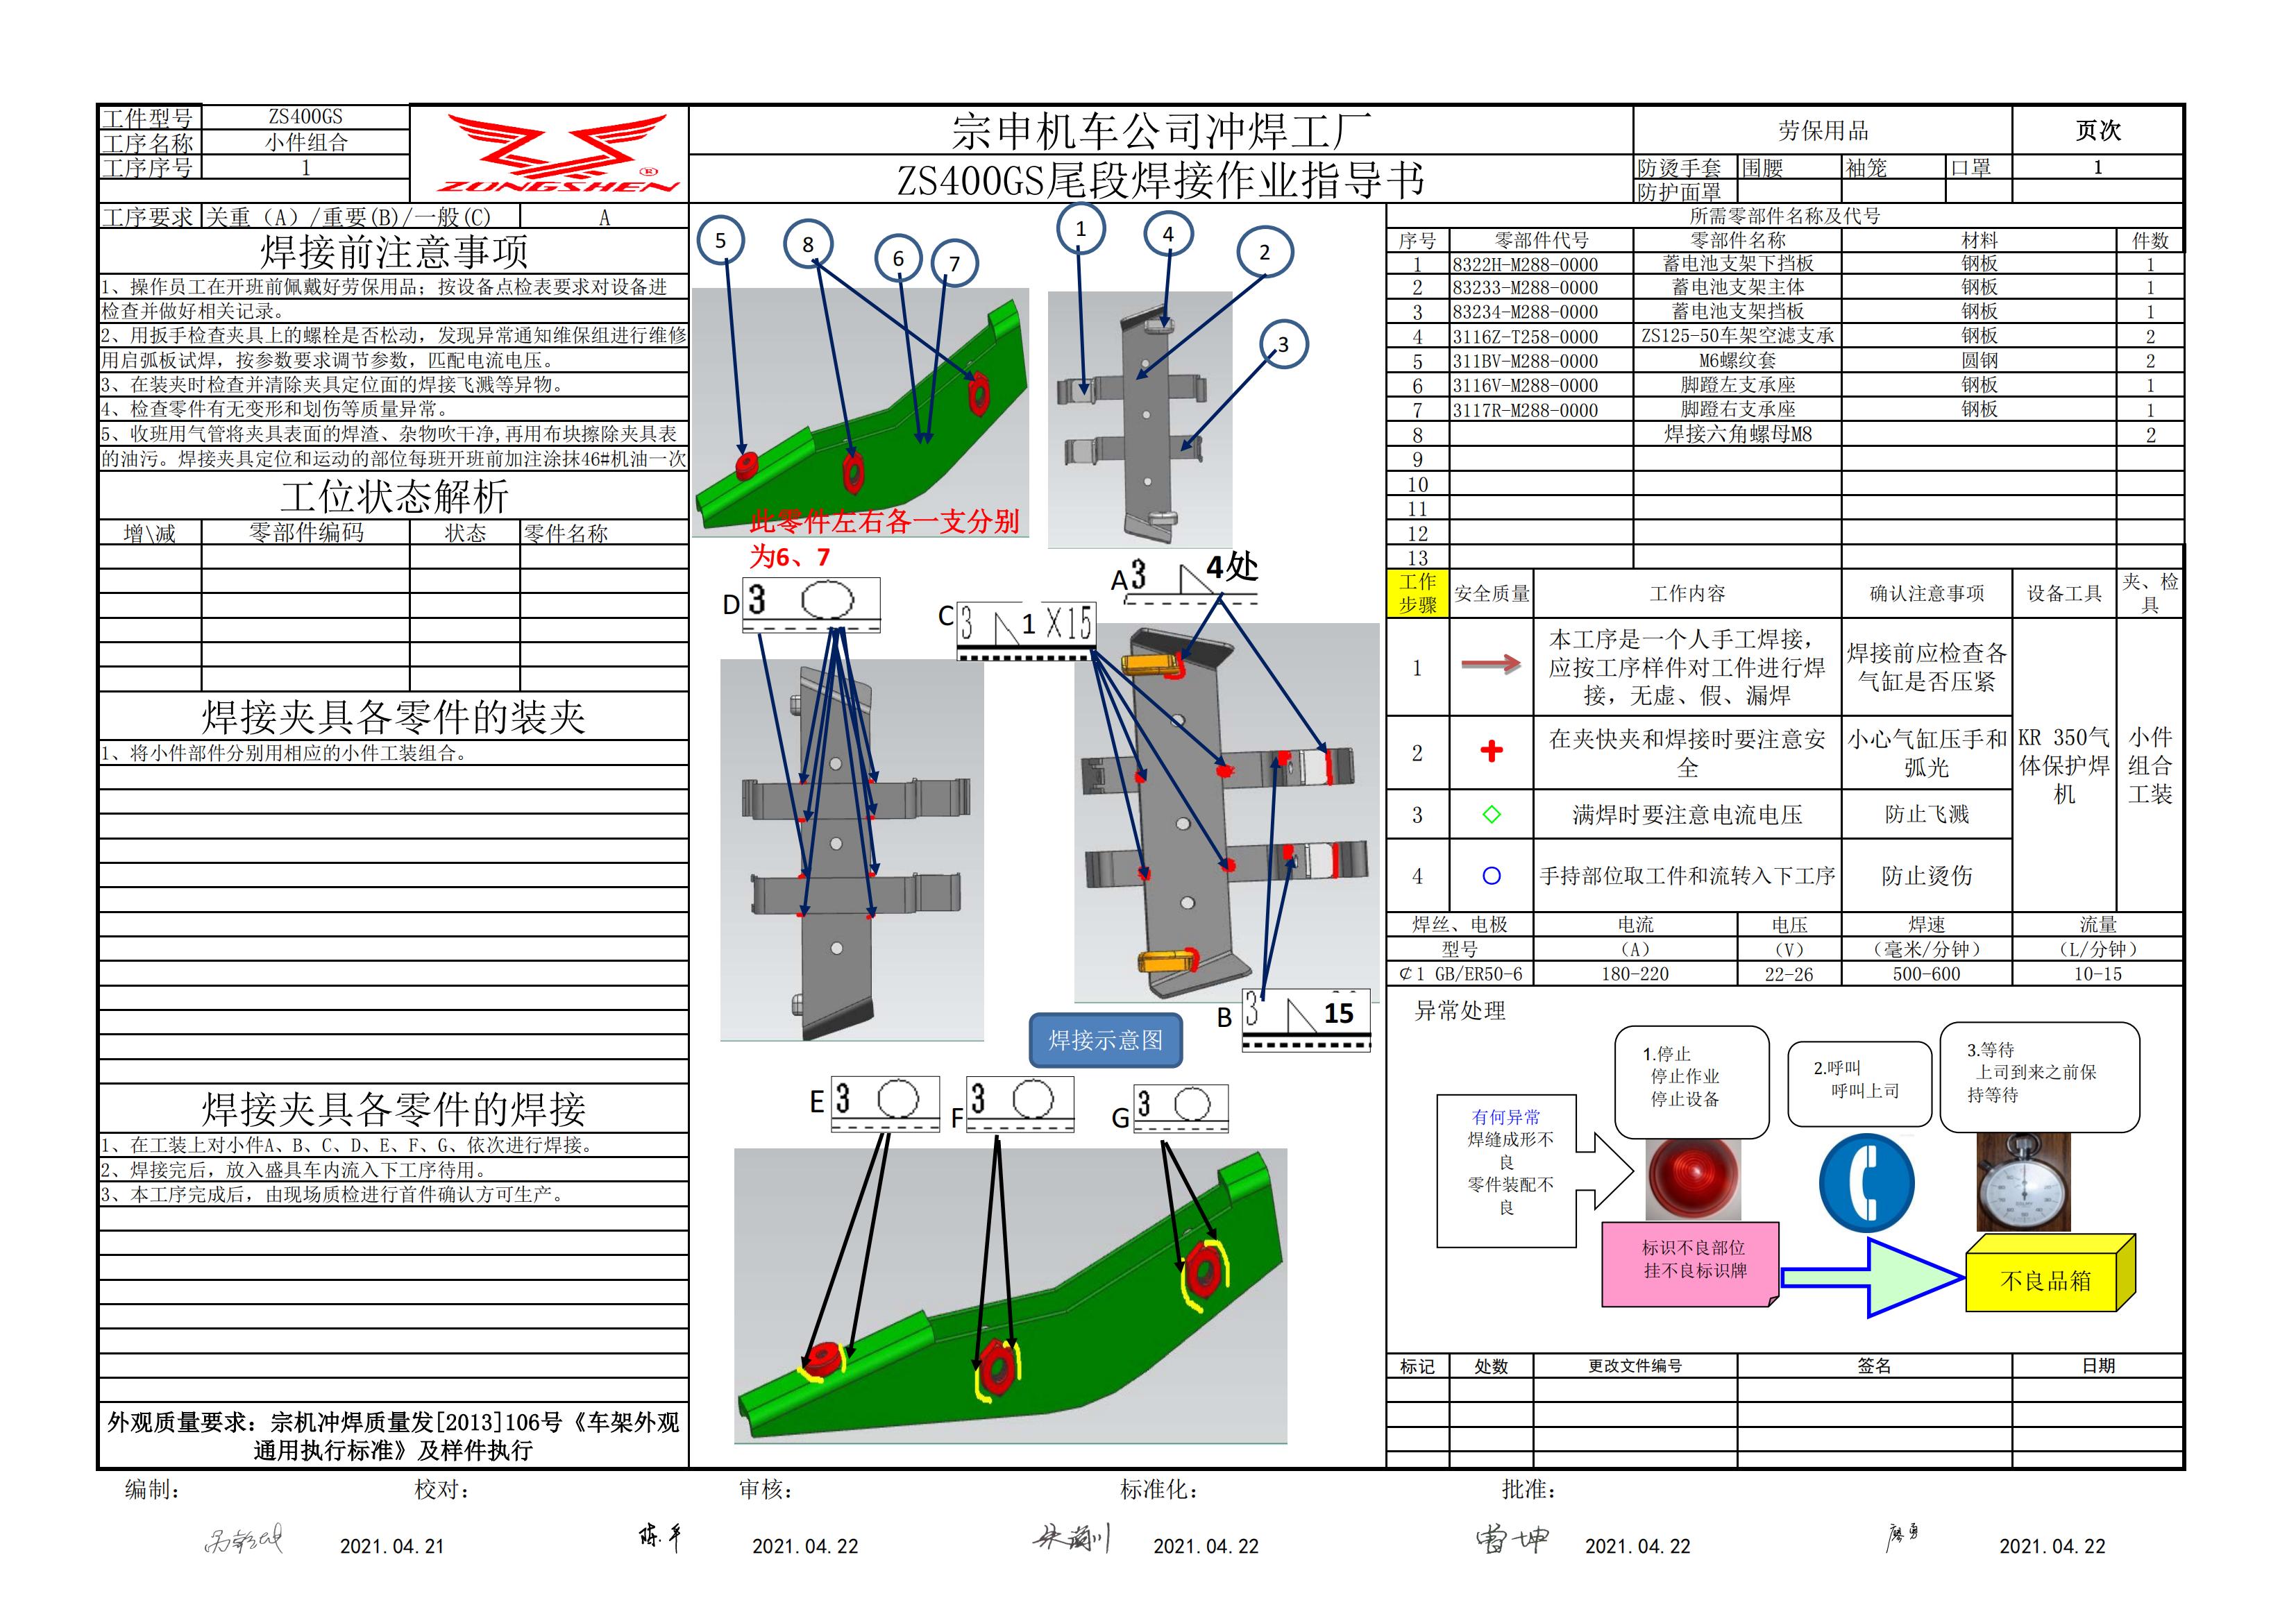 工件型号 ZS400GS
工序名称 小件组合
工序序号 1
ZONGSHEN ®
宗申机车公司冲焊工厂
ZS400GS尾段焊接作业指导书
劳保用品 页次
防烫手套 围腰 袖笼 口罩 1
防护面罩
工序要求 关重（A）/重要(B)/一般(C) A
焊接前注意事项
1、操作员工在开班前佩戴好劳保用品；按设备点检表要求对设备进
检查并做好相关记录。
2、用扳手检查夹具上的螺栓是否松动，发现异常通知维保组进行维修
用启弧板试焊，按参数要求调节参数，匹配电流电压。
3、在装夹时检查并清除夹具定位面的焊接飞溅等异物。
4、检查零件有无变形和划伤等质量异常。
5、收班用气管将夹具表面的焊渣、杂物吹干净,再用布块擦除夹具表
的油污。焊接夹具定位和运动的部位每班开班前加注涂抹46#机油一次
工位状态解析
增\减 零部件编码 状态 零件名称
焊接夹具各零件的装夹
1、将小件部件分别用相应的小件工装组合。
焊接夹具各零件的焊接
1、在工装上对小件A、B、C、D、E、F、G、依次进行焊接。
2、焊接完后，放入盛具车内流入下工序待用。
3、本工序完成后，由现场质检进行首件确认方可生产。
外观质量要求：宗机冲焊质量发[2013]106号《车架外观
通用执行标准》及样件执行
5 8 6 7
1 4 2 3
此零件左右各一支分别
为6、7
D 3
C 3 1 X15
A 3 4处
B 3 15
焊接示意图
E 3
F 3
G 3
所需零部件名称及代号
序号 零部件代号 零部件名称 材料 件数
1 8322H-M288-0000 蓄电池支架下挡板 钢板 1
2 83233-M288-0000 蓄电池支架主体 钢板 1
3 83234-M288-0000 蓄电池支架挡板 钢板 1
4 3116Z-T258-0000 ZS125-50车架空滤支承 钢板 2
5 311BV-M288-0000 M6螺纹套 圆钢 2
6 3116V-M288-0000 脚蹬左支承座 钢板 1
7 3117R-M288-0000 脚蹬右支承座 钢板 1
8 焊接六角螺母M8 2
9
10
11
12
13
工作 安全质量 工作内容 确认注意事项 设备工具 夹、检
步骤 具
1 本工序是一个人手工焊接，
应按工序样件对工件进行焊
接，无虚、假、漏焊
焊接前应检查各
气缸是否压紧
2 在夹快夹和焊接时要注意安
全
小心气缸压手和
弧光
KR 350气
体保护焊
机
小件
组合
工装
3 满焊时要注意电流电压 防止飞溅
4 手持部位取工件和流转入下工序 防止烫伤
焊丝、电极 电流 电压 焊速 流量
型号 （A） （V） （毫米/分钟） （L/分钟）
¢1 GB/ER50-6 180-220 22-26 500-600 10-15
异常处理
有何异常
焊缝成形不
良
零件装配不
良
1.停止
停止作业
停止设备
2.呼叫
呼叫上司
3.等待
上司到来之前保
持等待
标识不良部位
挂不良标识牌
不良品箱
标记 处数 更改文件编号 签名 日期
编制： 校对： 审核： 标准化： 批准：
2021.04.21 陈平 2021.04.22 2021.04.22 雷坤 2021.04.22 廖勇 2021.04.22